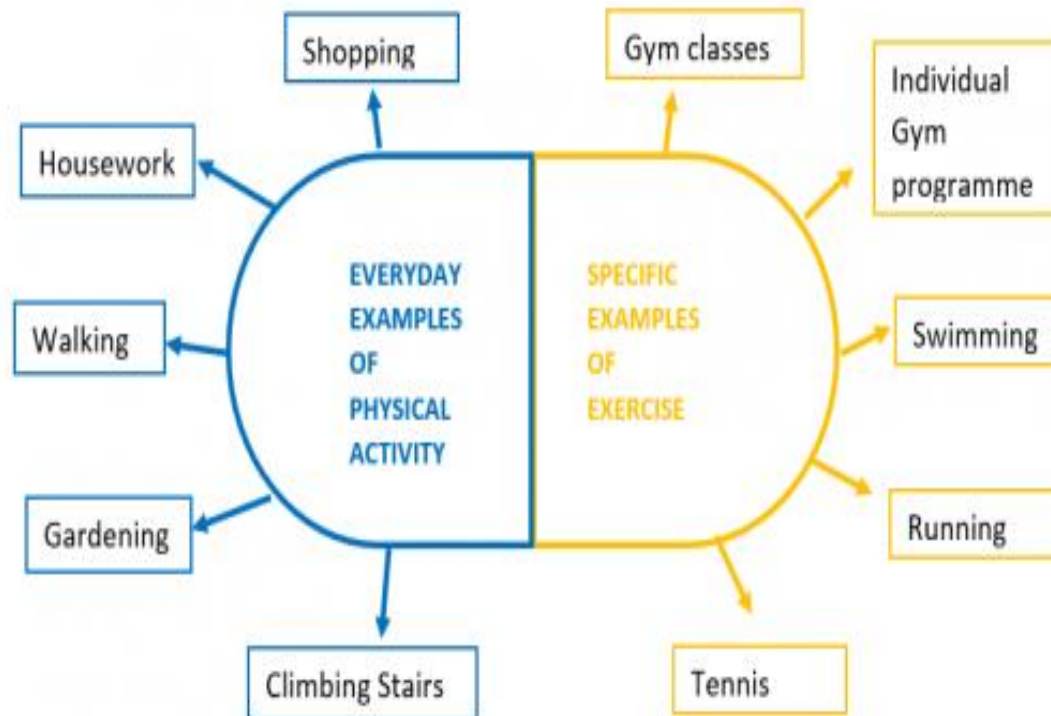 Shopping
Housework
Walking
Gardening
Climbing Stairs
EVERYDAY
EXAMPLES
OF
PHYSICAL
ACTIVITY
SPECIFIC
EXAMPLES
OF
EXERCISE
Gym classes
Individual
Gym
programme
Swimming
Running
Tennis